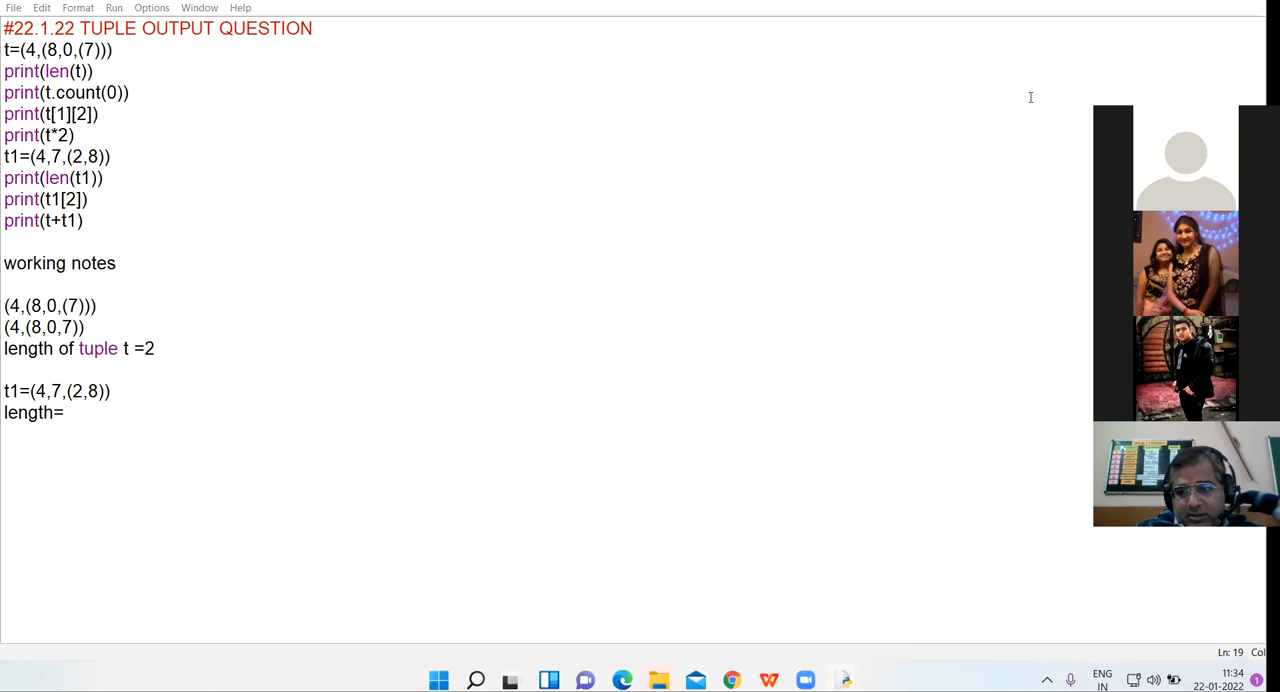 File Edit Format Run Options Window Help
#22.1.22 TUPLE OUTPUT QUESTION
t=(4,(8,0,(7)))
print(len(t))
print(t.count(0))
print(t[1][2])
print(t*2)
t1=(4,7,(2,8))
print(len(t1))
print(t1[2])
print(t+t1)
working notes
(4,(8,0,(7)))
(4,(8,0,7))
length of tuple t =2
t1=(4,7,(2,8))
length=
Ln: 19 Col
ENG
IN
11:34
22-01-2022
1